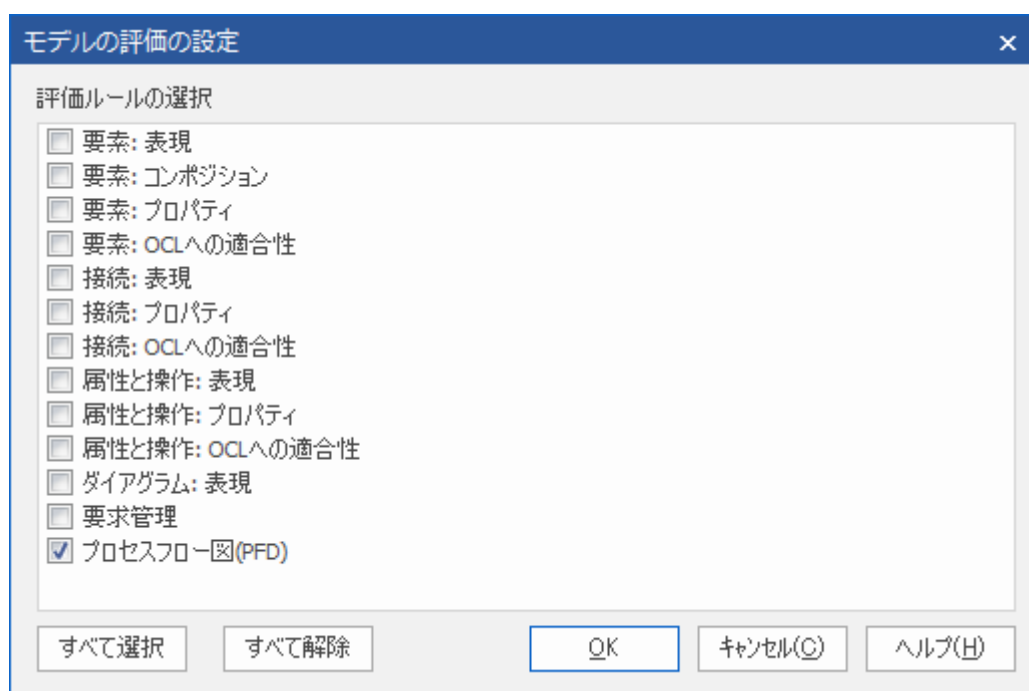 モデルの評価の設定
評価ルールの選択
要素: 表現
要素: コンポジション
要素: プロパティ
要素: OCLへの適合性
接続: 表現
接続: プロパティ
接続: OCLへの適合性
属性と操作: 表現
属性と操作: プロパティ
属性と操作: OCLへの適合性
ダイアグラム: 表現
要求管理
プロセスフロー図(PFD)
すべて選択 すべて解除 OK キャンセル(C) ヘルプ(H)